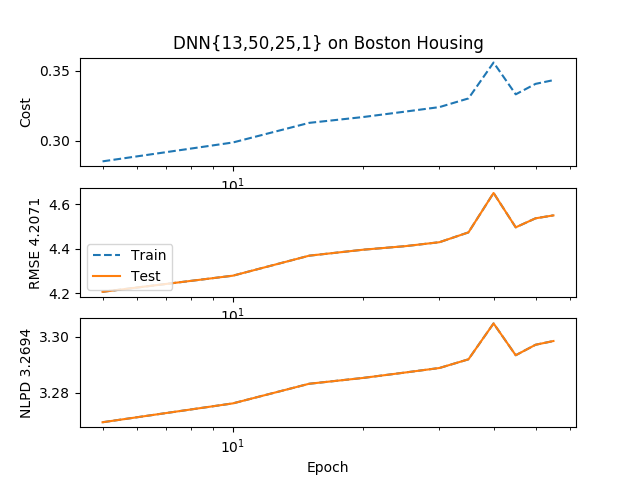 DNN{13,50,25,1} on Boston Housing
0.35
0.30
Cost
10¹
4.6
4.4
4.2
RMSE 4.2071
Train
Test
10¹
3.30
3.28
NLPD 3.2694
10¹
Epoch